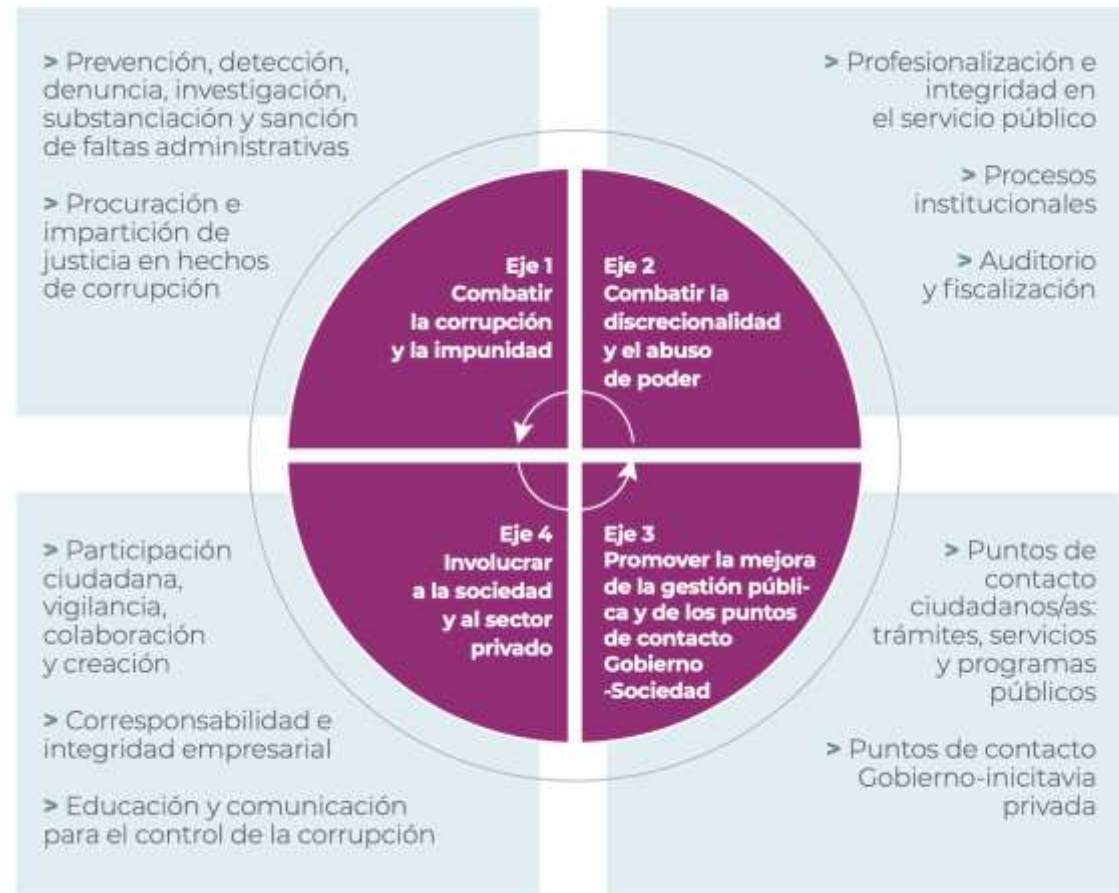 > Prevención, detección,
denuncia, investigación,
substanciación y sanción
de faltas administrativas
> Procuración e
impartición de
justicia en hechos
de corrupción
> Profesionalización e
integridad en
el servicio público
> Procesos
institucionales
> Auditorio
y fiscalización
Eje 1
Combatir
la corrupción
y la impunidad
Eje 2
Combatir la
discrecionalidad
y el abuso
de poder
Eje 4
Involucrar
a la sociedad
y al sector
privado
Eje 3
Promover la mejora
de la gestión públi-
ca y de los puntos
de contacto
Gobierno
-Sociedad
> Participación
ciudadana,
vigilancia,
colaboración
y creación
> Corresponsabilidad e
integridad empresarial
> Educación y comunicación
para el control de la corrupción
> Puntos de
contacto
ciudadanos/as:
trámites, servicios
y programas
públicos
> Puntos de contacto
Gobierno-inicitavia
privada